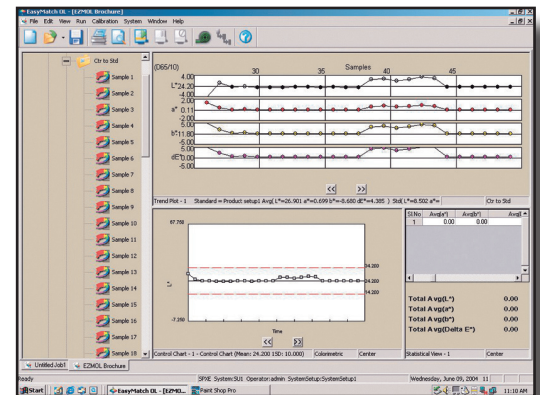 EasyMatch OL - [EZMOL Brochure]
File Edit View Run Calibration System Window Help
Ctr to Std
Sample 1
Sample 2
Sample 3
Sample 4
Sample 5
Sample 6
Sample 7
Sample 8
Sample 9
Sample 10
Sample 11
Sample 12
Sample 13
Sample 14
Sample 15
Sample 16
Sample 17
Sample 18
(D65/10) Samples
30 35 40 45
4.00
L* 24.20
-4.00
2.00
a* 0.11
-2.00
5.00
b* 11.80
-5.00
5.00
dE* 0.00
-5.00
<< >>
Trend Plot - 1 Standard = Product setup1 Avg( L*=26.901 a*=0.699 b*=-8.680 dE*=4.385 ) Std( L*=8.502 a*= Ctr to Std
67.750
34.200
L* 24.200
14.200
-7.350
Time
<< >>
Control Chart - 1 - Control Chart (Mean: 24.200 1SD: 10.000) Colorimetric Center
Sl.No Avg(a*) Avg(b*) Avg(
1 0.00 0.00
Total Avg(L*) 0.00
Total Avg(a*) 0.00
Total Avg(b*) 0.00
Total Avg(Delta E*) 0.00
Statistical View - 1 Center
Untitled Job1 EZMOL Brochure
Ready SPXE System:SU1 Operator:admin SystemSetup:SystemSetup1 Wednesday, June 09, 2004 11
Start EasyMatch OL - [EZMO... Paint Shop Pro 11:10 AM